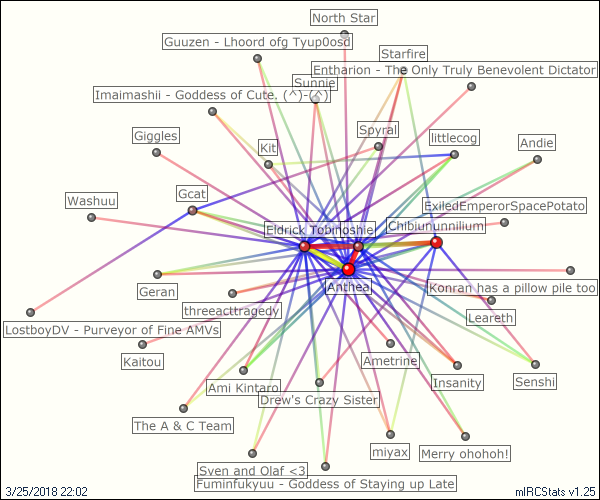 North Star
Guuzen - Lhoord ofg Tyup0osd
Starfire
Entharion - The Only Truly Benevolent Dictator
Sunnie
Imaimashii - Goddess of Cute. (^)-(^)
Spyral
Giggles
littlecog
Andie
Kit
Gcat
Washuu
ExiledEmperorSpacePotato
Eldrick
Tobinoshie
Chibiununnilium
Anthea
Konran has a pillow pile too
Geran
threeacttragedy
Leareth
LostboyDV - Purveyor of Fine AMVs
Kaitou
Ametrine
Ami Kintaro
Insanity
Senshi
Drew's Crazy Sister
The A & C Team
miyax
Merry ohohoh!
Sven and Olaf <3
Fuminfukyuu - Goddess of Staying up Late
3/25/2018 22:02
mIRCStats v1.25